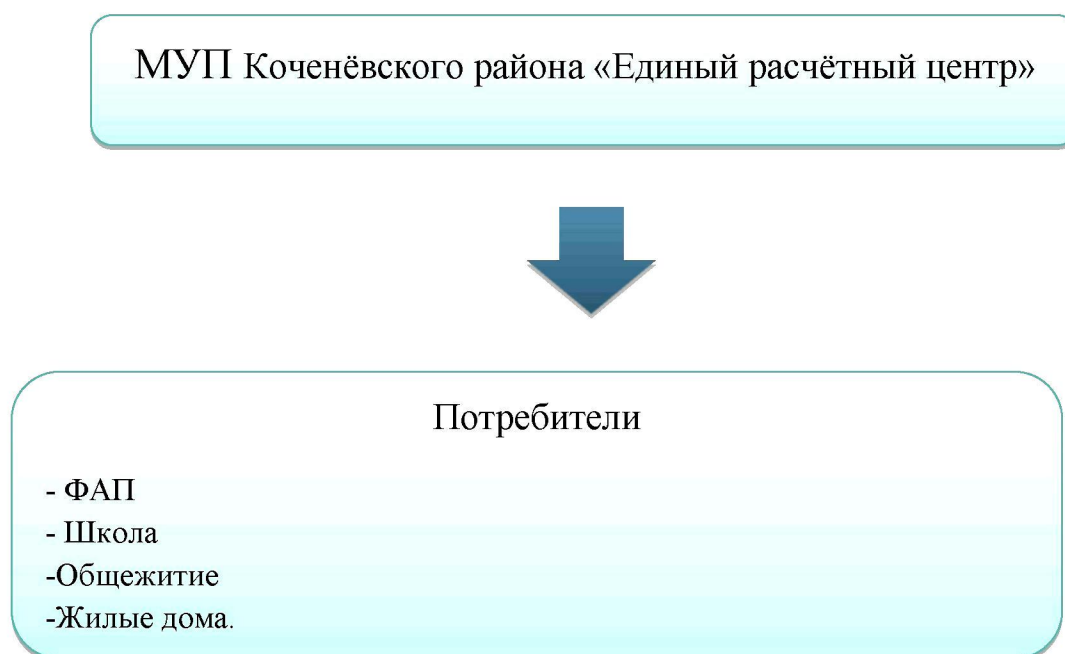 МУП Коченёвского района «Единый расчётный центр»
Потребители
- ФАП
- Школа
-Общежитие
-Жилые дома.